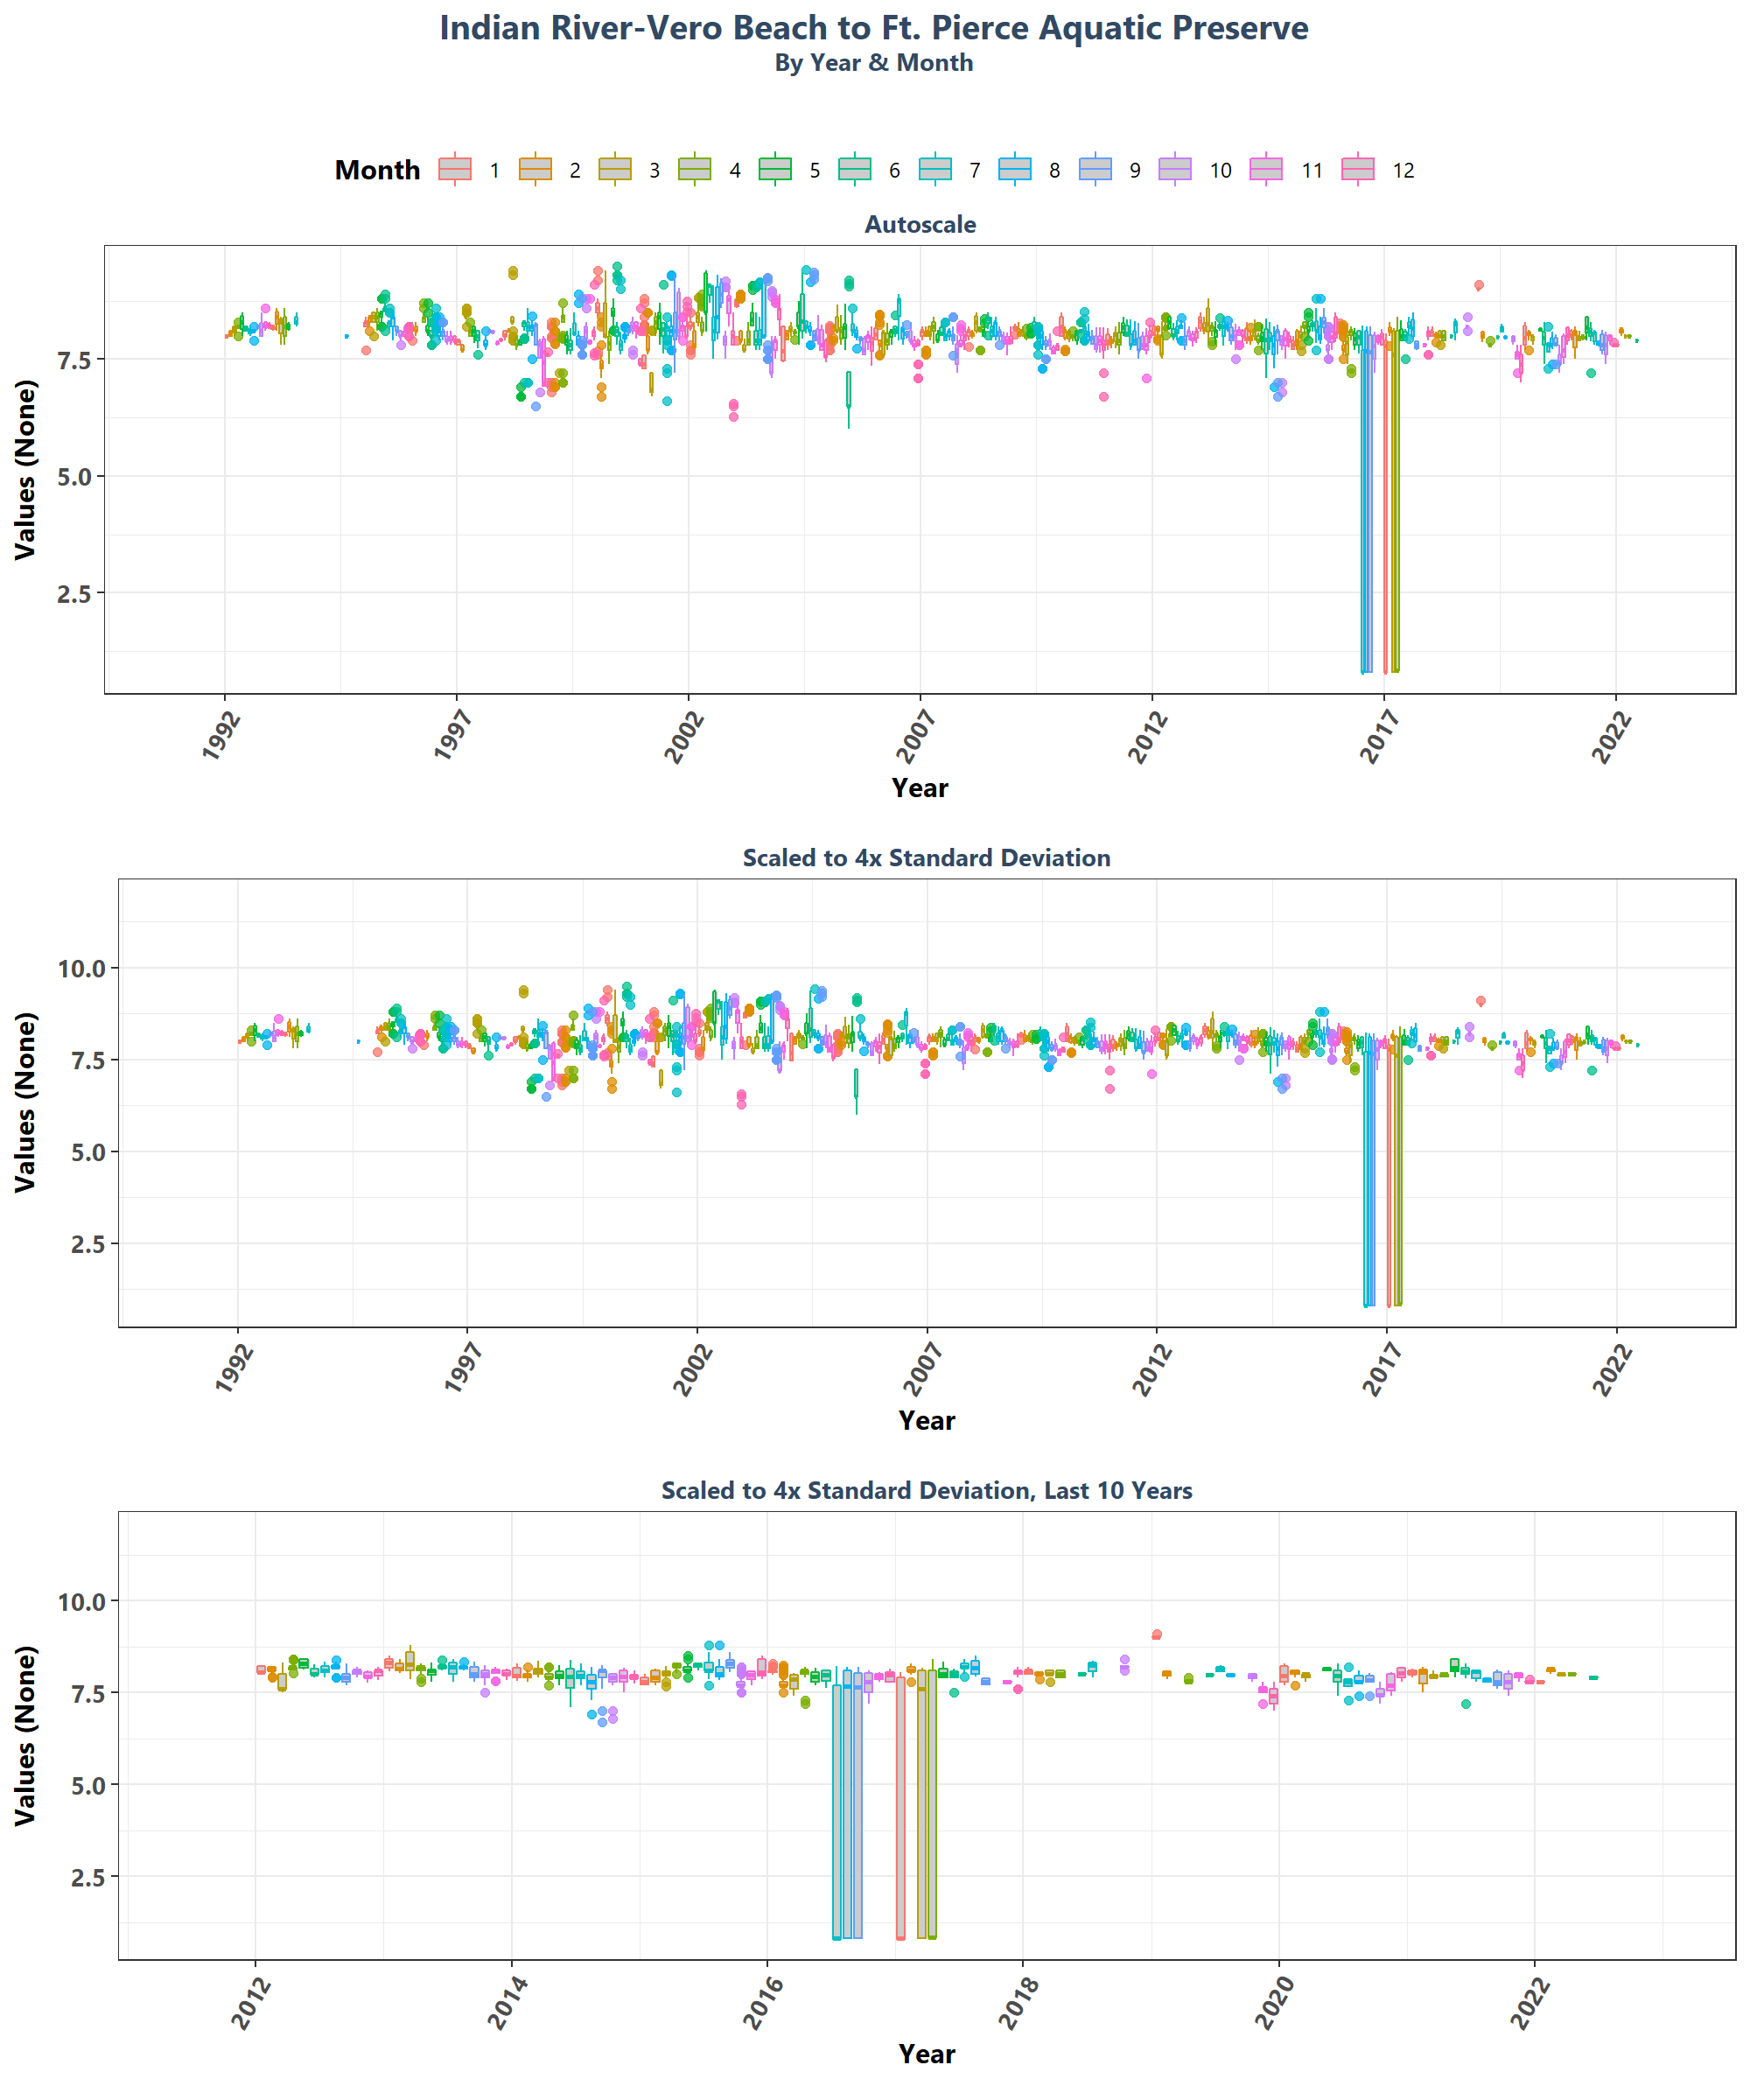 Indian River-Vero Beach to Ft. Pierce Aquatic Preserve
By Year & Month
Month 1 2 3 4 5 6 7 8 9 10 11 12
Autoscale
Values (None)
7.5
5.0
2.5
1992 1997 2002 2007 2012 2017 2022
Year
Scaled to 4x Standard Deviation
Values (None)
10.0
7.5
5.0
2.5
1992 1997 2002 2007 2012 2017 2022
Year
Scaled to 4x Standard Deviation, Last 10 Years
Values (None)
10.0
7.5
5.0
2.5
2012 2014 2016 2018 2020 2022
Year